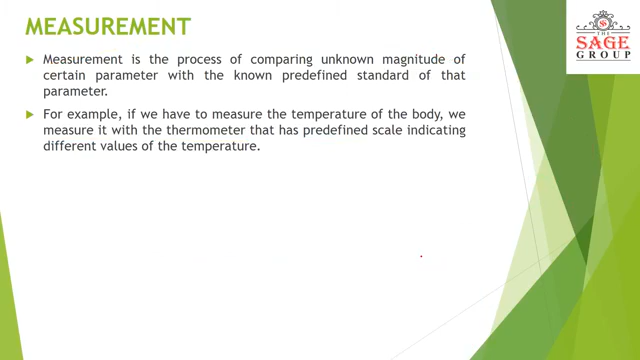 MEASUREMENT
Measurement is the process of comparing unknown magnitude of
certain parameter with the known predefined standard of that
parameter.
For example, if we have to measure the temperature of the body, we
measure it with the thermometer that has predefined scale indicating
different values of the temperature.
THE
SAGE
GROUP